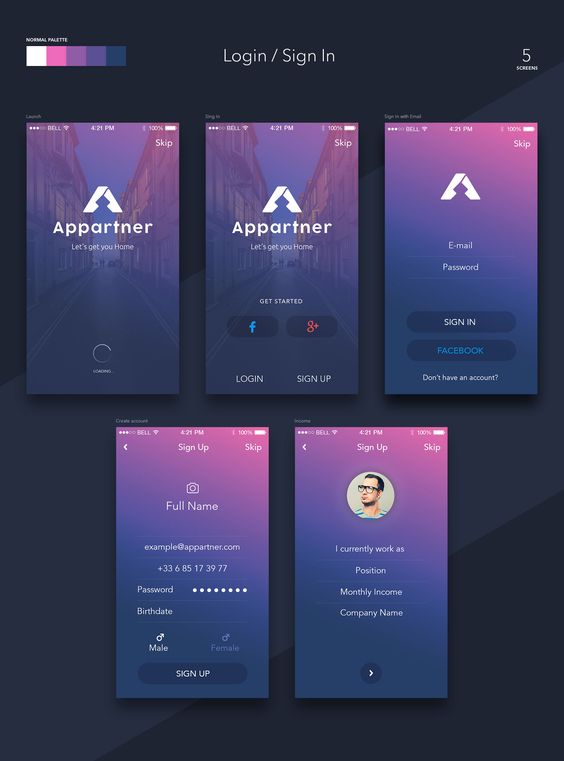 NORMAL PALETTE:
Login / Sign In
5
SCREENS
Launch
BELL 4:21 PM 100%
Skip
Appartner
Let's get you Home
LOADING...
Sing In
BELL 4:21 PM 100%
Skip
Appartner
Let's get you Home
GET STARTED
f g+
LOGIN SIGN UP
Sign In with Email
BELL 4:21 PM 100%
Skip
E-mail
Password
SIGN IN
FACEBOOK
Don't have an account?
Create account
BELL 4:21 PM 100%
Sign Up Skip
Full Name
example@appartner.com
+33 6 85 17 39 77
Password
Birthdate
Male Female
SIGN UP
Income
BELL 4:21 PM 100%
Sign Up Skip
I currently work as
Position
Monthly Income
Company Name